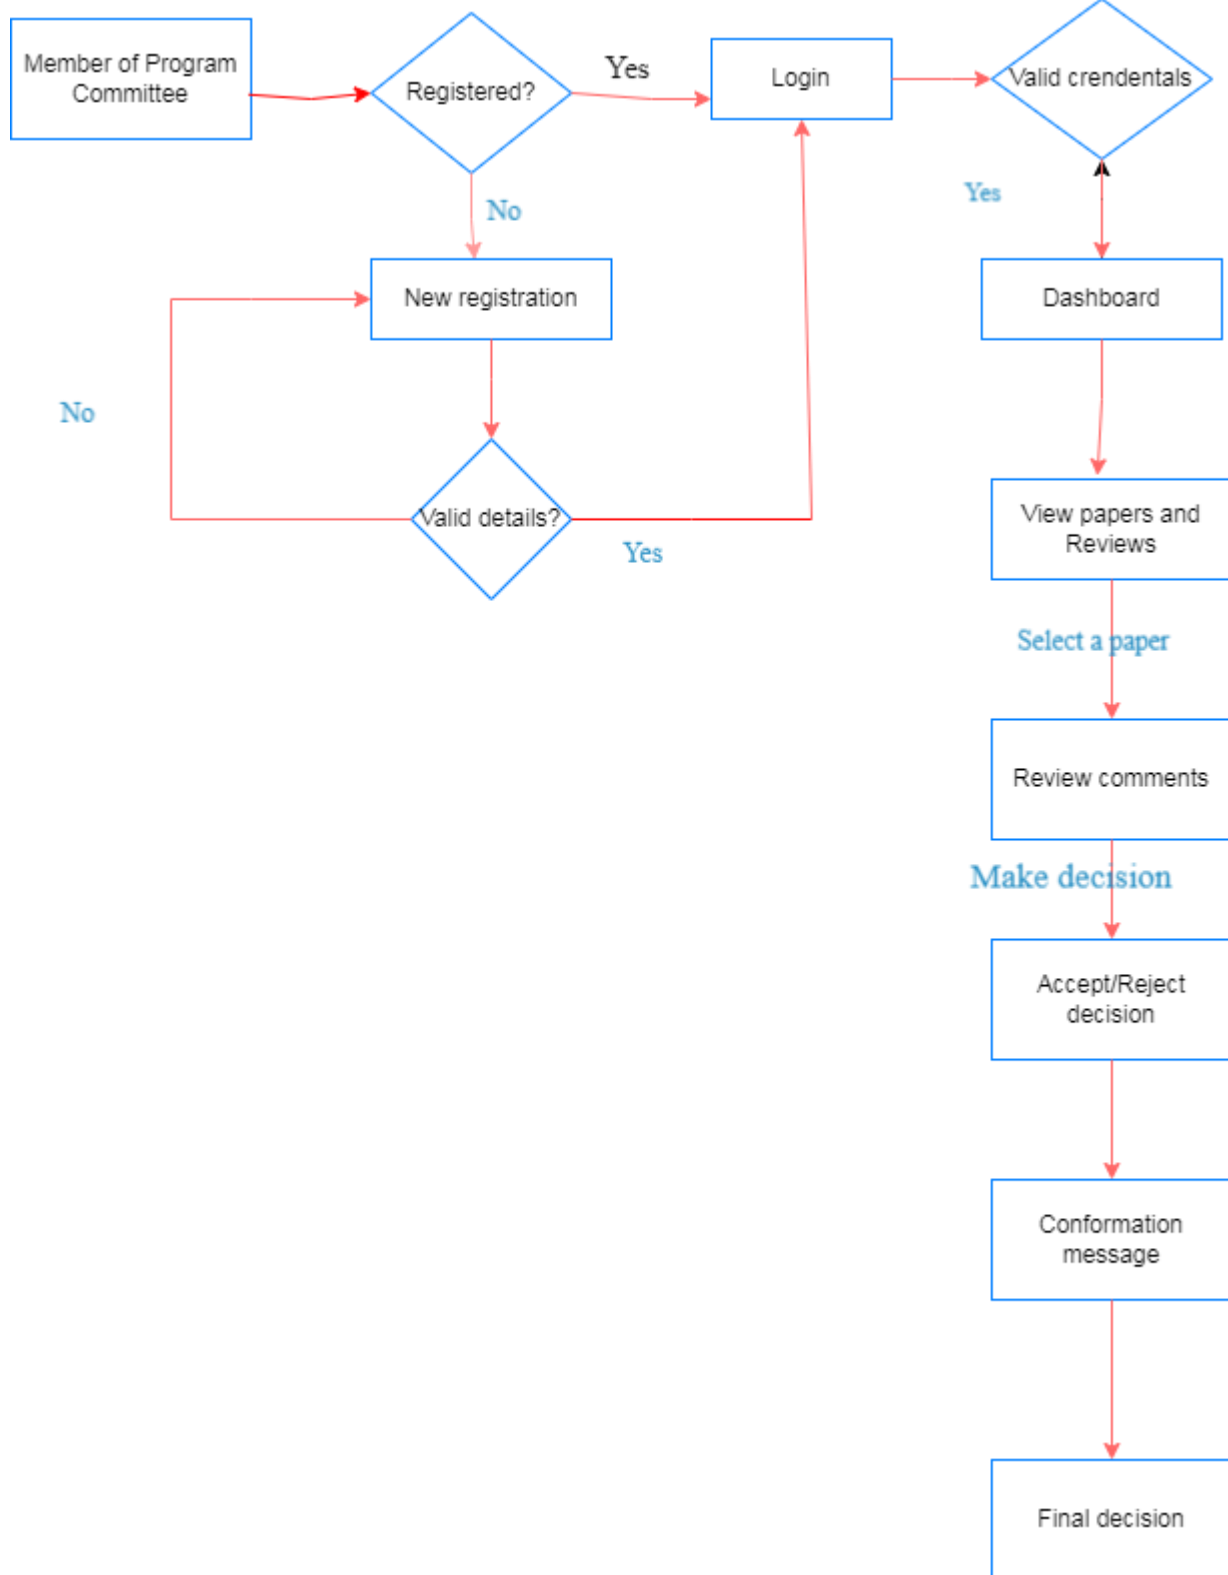 Member of Program
Committee
Registered?
Yes
Login
Valid crendentals
No
Yes
New registration
Dashboard
No
Valid details?
Yes
View papers and
Reviews
Select a paper
Review comments
Make decision
Accept/Reject
decision
Conformation
message
Final decision